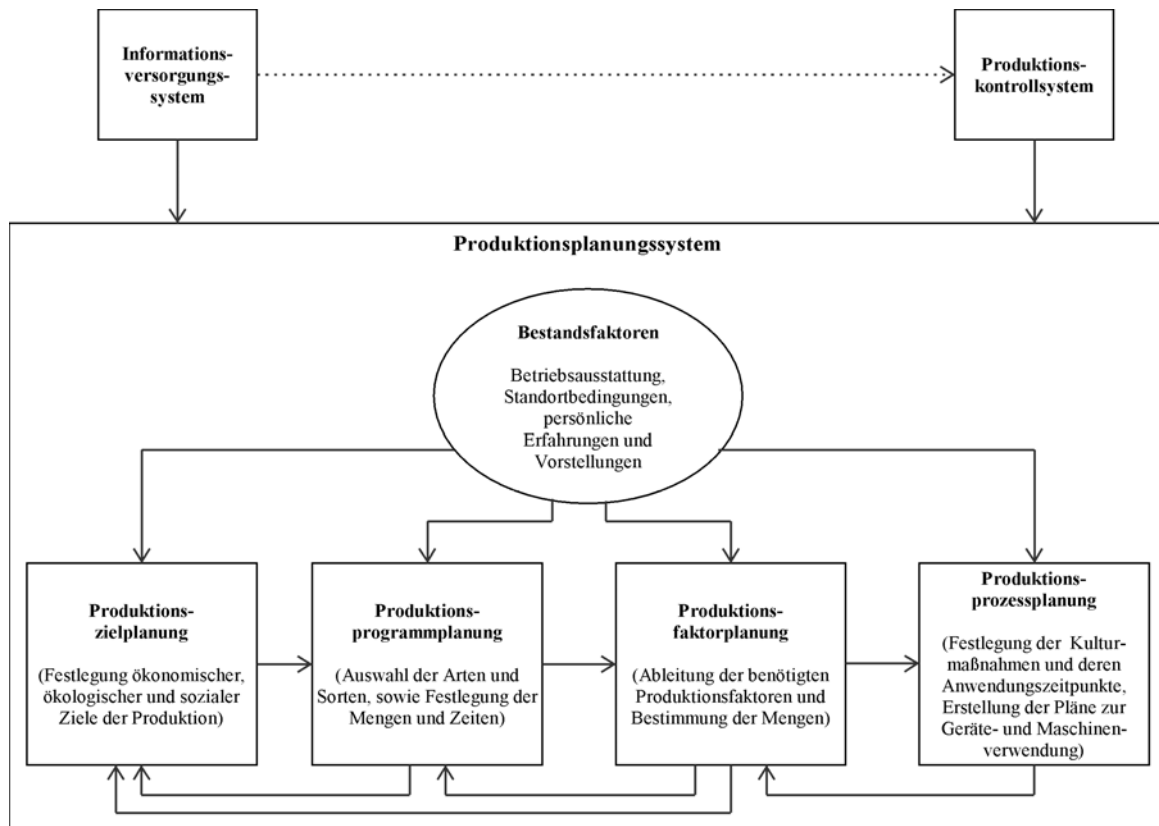 Informations-
versorgungs-
system
Produktions-
kontrollsystem
Produktionsplanungssystem
Bestandsfaktoren
Betriebsausstattung,
Standortbedingungen,
persönliche
Erfahrungen und
Vorstellungen
Produktions-
zielplanung
(Festlegung ökonomischer,
ökologischer und sozialer
Ziele der Produktion)
Produktions-
programmplanung
(Auswahl der Arten und
Sorten, sowie Festlegung der
Mengen und Zeiten)
Produktions-
faktorplanung
(Ableitung der benötigten
Produktionsfaktoren und
Bestimmung der Mengen)
Produktions-
prozessplanung
(Festlegung der Kultur-
maßnahmen und deren
Anwendungszeitpunkte,
Erstellung der Pläne zur
Geräte- und Maschinen-
verwendung)